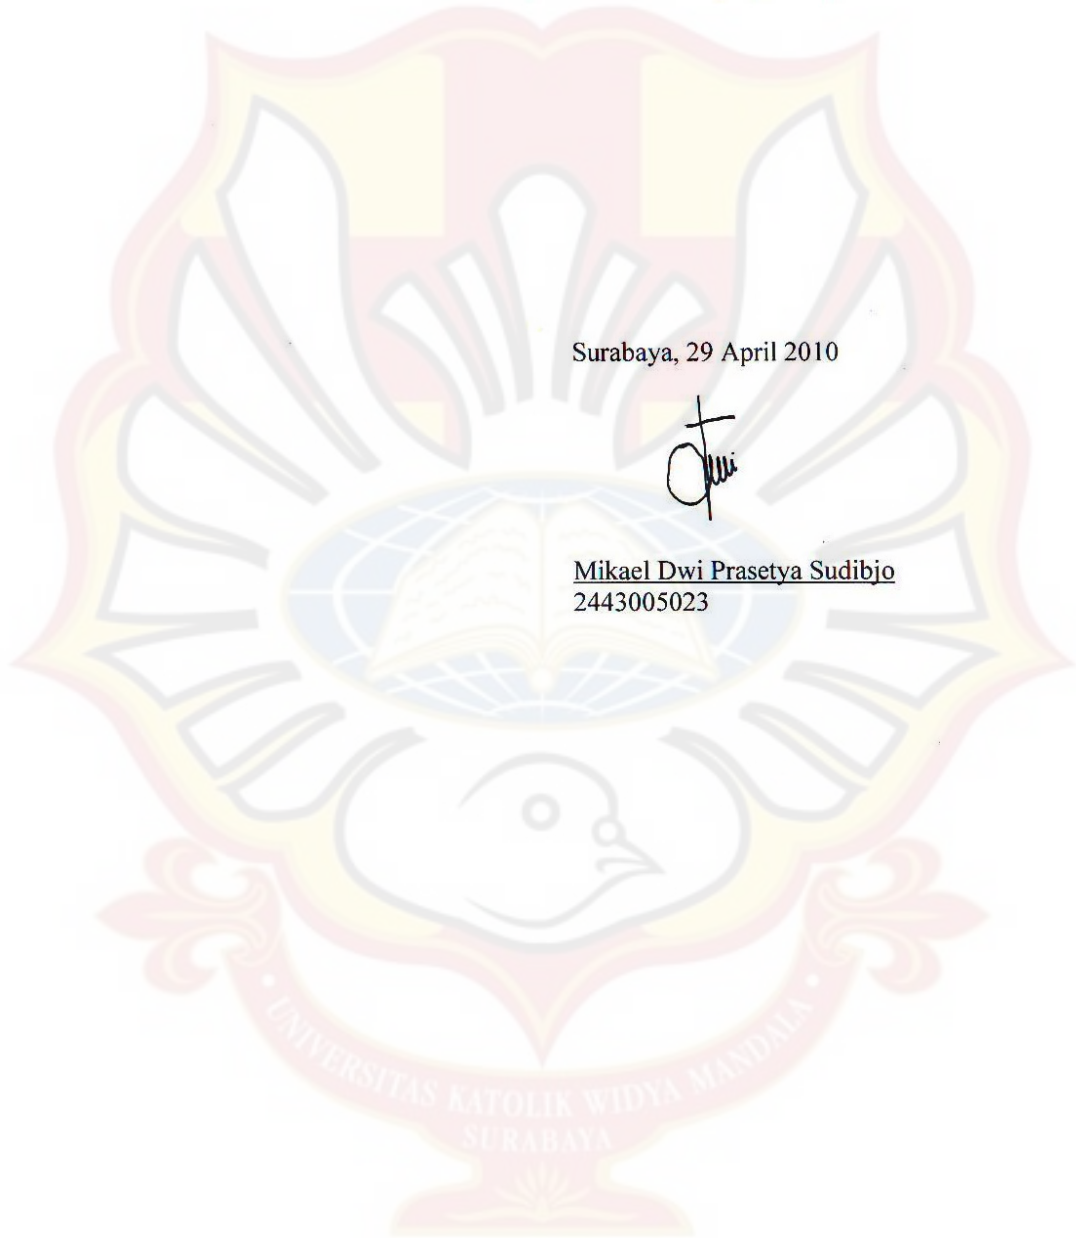 Surabaya, 29 April 2010
Mikael Dwi Prasetya Sudibjo
2443005023
• UNIVERSITAS KATOLIK WIDYA MANDALA •
SURABAYA